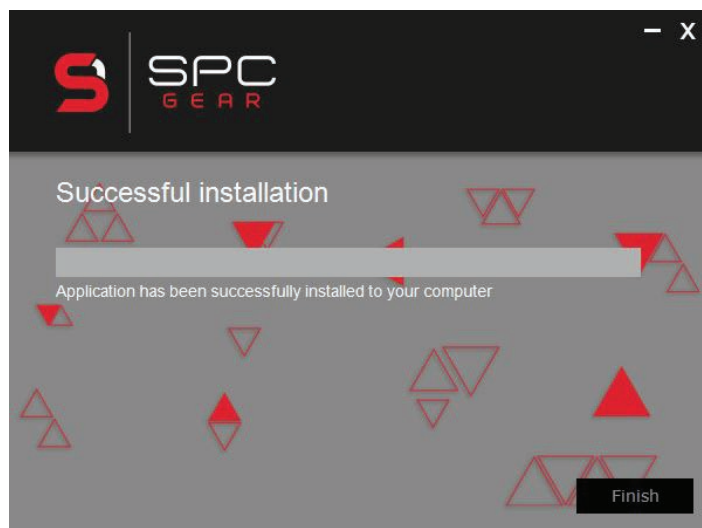 – X
SPC
GEAR
Successful installation
Application has been successfully installed to your computer
Finish